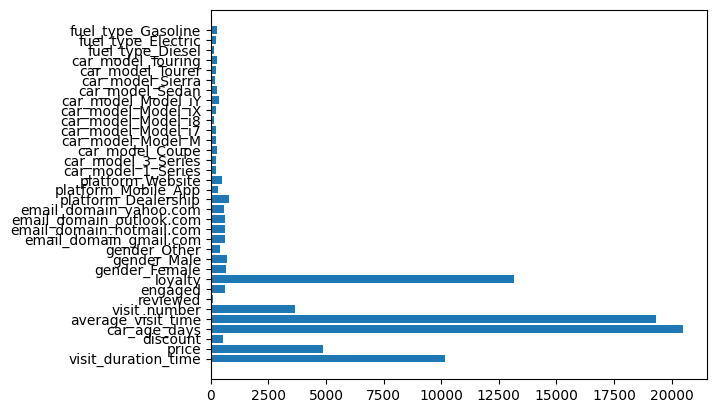 fuel_type_Gasoline
fuel_type_Electric
fuel_type_Diesel
car_model_Touring
car_model_Tourer
car_model_Sierra
car_model_Sedan
car_model_Model_iY
car_model_Model_iX
car_model_Model_i8
car_model_Model_i7
car_model_Model_M
car_model_Coupe
car_model_3_Series
car_model_1_Series
platform_Website
platform_Mobile_App
platform_Dealership
email_domain_yahoo.com
email_domain_outlook.com
email_domain_hotmail.com
email_domain_gmail.com
gender_Other
gender_Male
gender_Female
loyalty
engaged
reviewed
visit_number
average_visit_time
car_age_days
discount
price
visit_duration_time
0 2500 5000 7500 10000 12500 15000 17500 20000